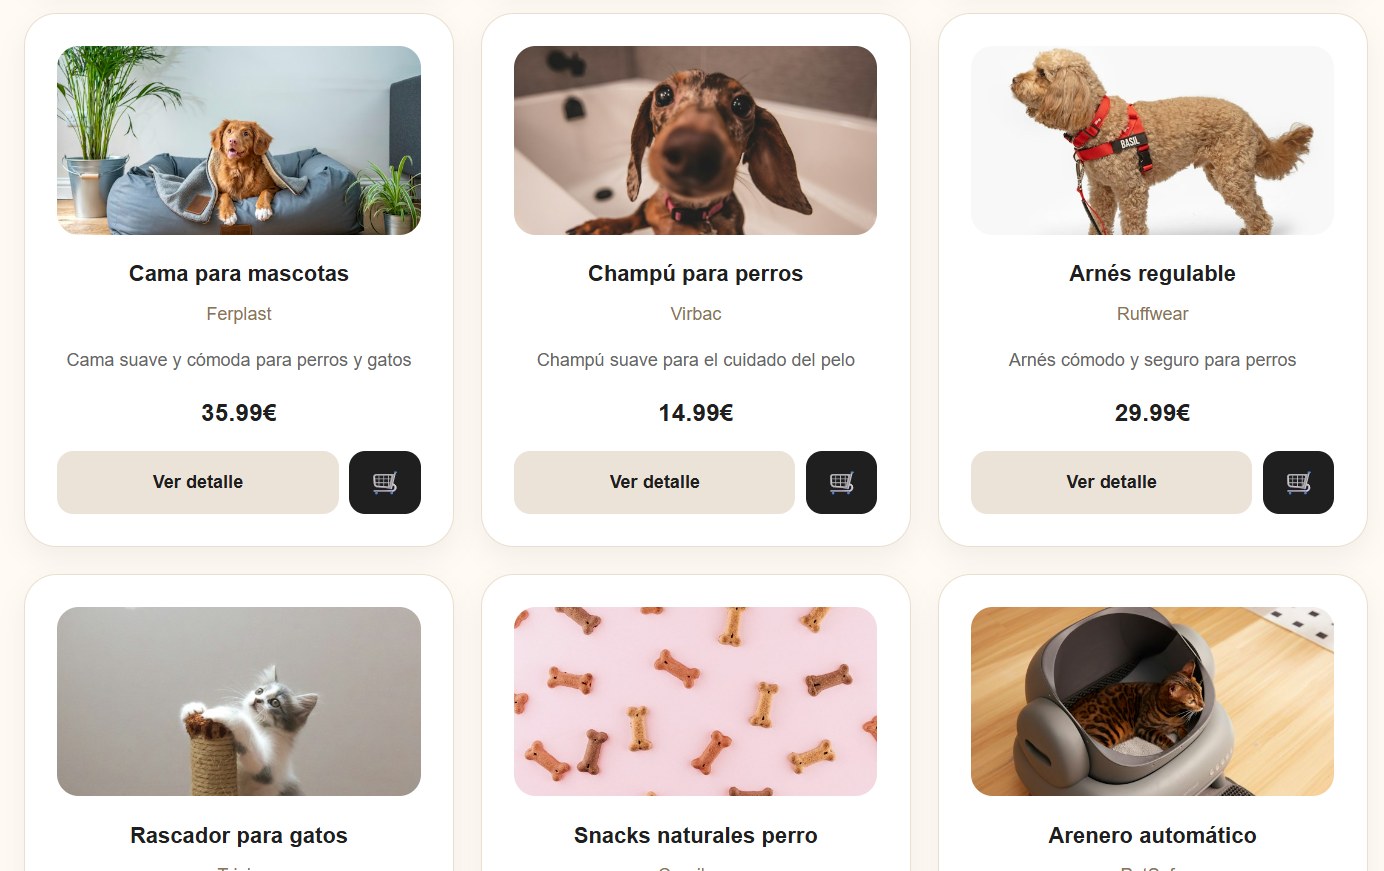 BASIL
Cama para mascotas
Champú para perros
Arnés regulable
Ferplast
Virbac
Ruffwear
Cama suave y cómoda para perros y gatos
Champú suave para el cuidado del pelo
Arnés cómodo y seguro para perros
35.99€
14.99€
29.99€
Ver detalle
Ver detalle
Ver detalle
Rascador para gatos
Snacks naturales perro
Arenero automático